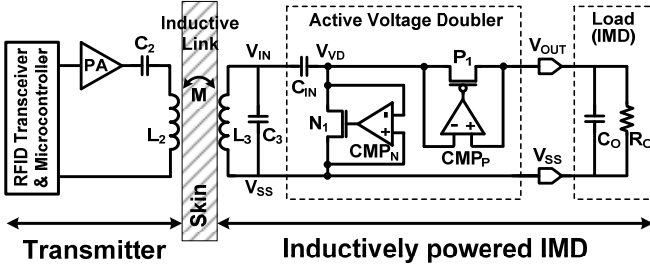 RFID Transceiver
& Microcontroller
PA
C2
L2
Inductive
Link
M
Skin
VIN
L3
C3
VSS
Active Voltage Doubler
CIN
VVD
N1
-
+
CMPN
P1
-
+
CMPP
VOUT
VSS
Load
(IMD)
CO
RO
Transmitter
Inductively powered IMD